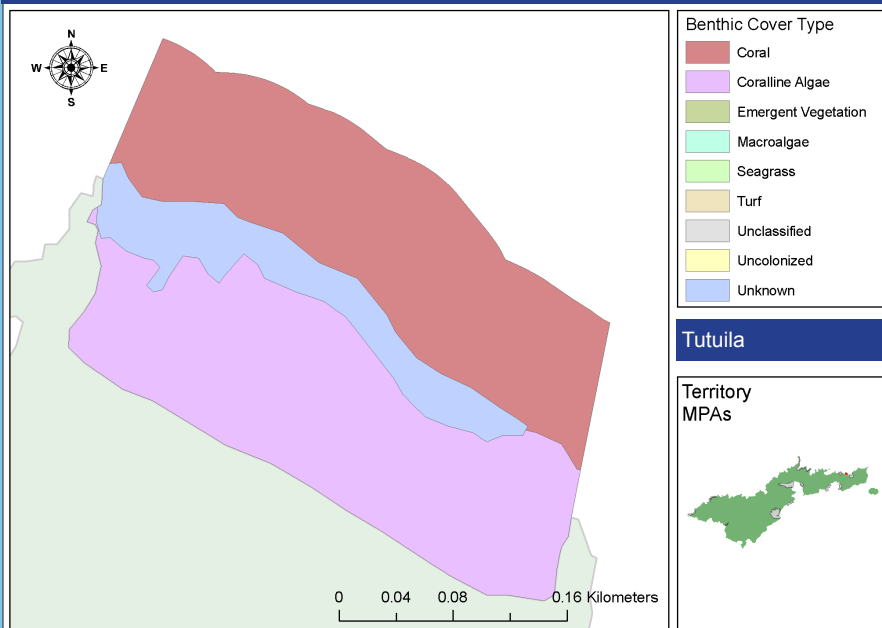 N
W E
S
Benthic Cover Type
Coral
Coralline Algae
Emergent Vegetation
Macroalgae
Seagrass
Turf
Unclassified
Uncolonized
Unknown
Tutuila
Territory
MPAs
0 0.04 0.08 0.16 Kilometers